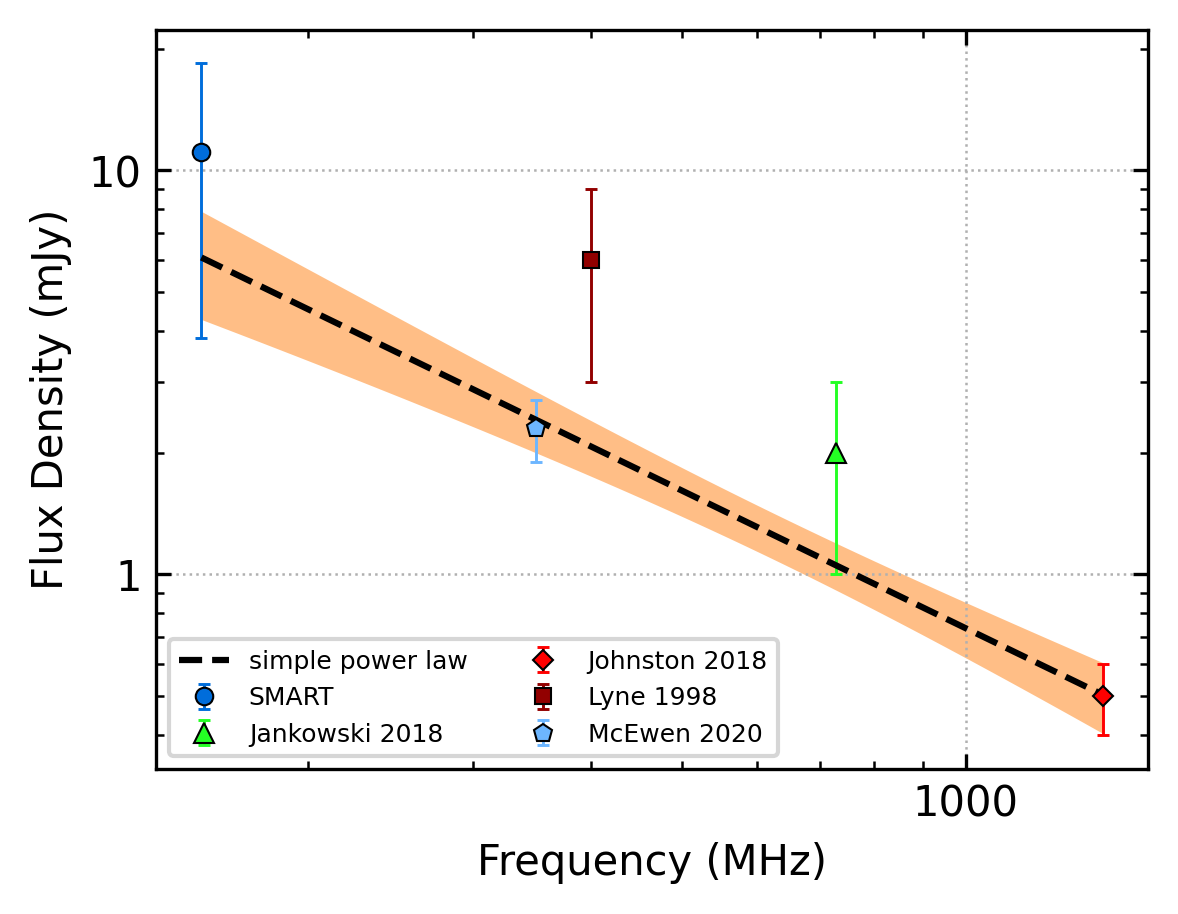 10
1
Flux Density (mJy)
simple power law
SMART
Jankowski 2018
Johnston 2018
Lyne 1998
McEwen 2020
1000
Frequency (MHz)